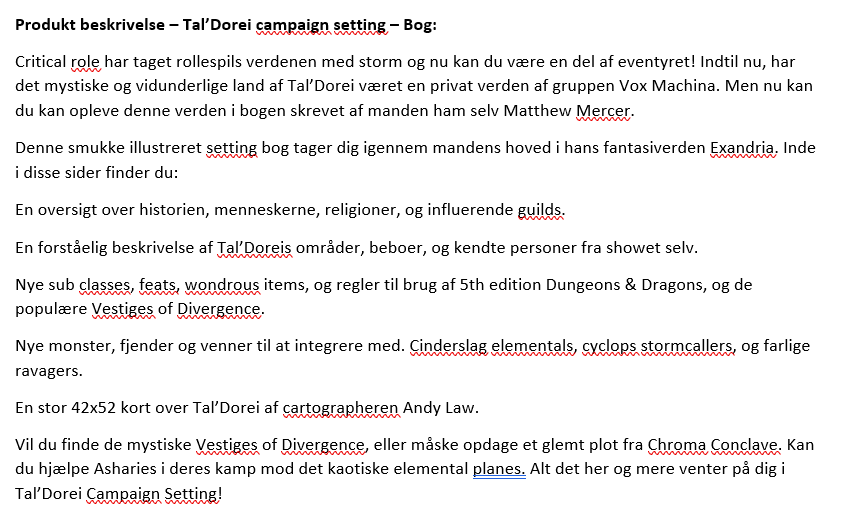 Produkt beskrivelse – Tal’Dorei campaign setting – Bog:
Critical role har taget rollespils verdenen med storm og nu kan du være en del af eventyret! Indtil nu, har
det mystiske og vidunderlige land af Tal’Dorei været en privat verden af gruppen Vox Machina. Men nu kan
du kan opleve denne verden i bogen skrevet af manden ham selv Matthew Mercer.
Denne smukke illustreret setting bog tager dig igennem mandens hoved i hans fantasiverden Exandria. Inde
i disse sider finder du:
En oversigt over historien, menneskerne, religioner, og influerende guilds.
En forståelig beskrivelse af Tal’Doreis områder, beboer, og kendte personer fra showet selv.
Nye sub classes, feats, wondrous items, og regler til brug af 5th edition Dungeons & Dragons, og de
populære Vestiges of Divergence.
Nye monster, fjender og venner til at integrere med. Cinderslag elementals, cyclops stormcallers, og farlige
ravagers.
En stor 42x52 kort over Tal’Dorei af cartographeren Andy Law.
Vil du finde de mystiske Vestiges of Divergence, eller måske opdage et glemt plot fra Chroma Conclave. Kan
du hjælpe Asharies i deres kamp mod det kaotiske elemental planes. Alt det her og mere venter på dig i
Tal’Dorei Campaign Setting!